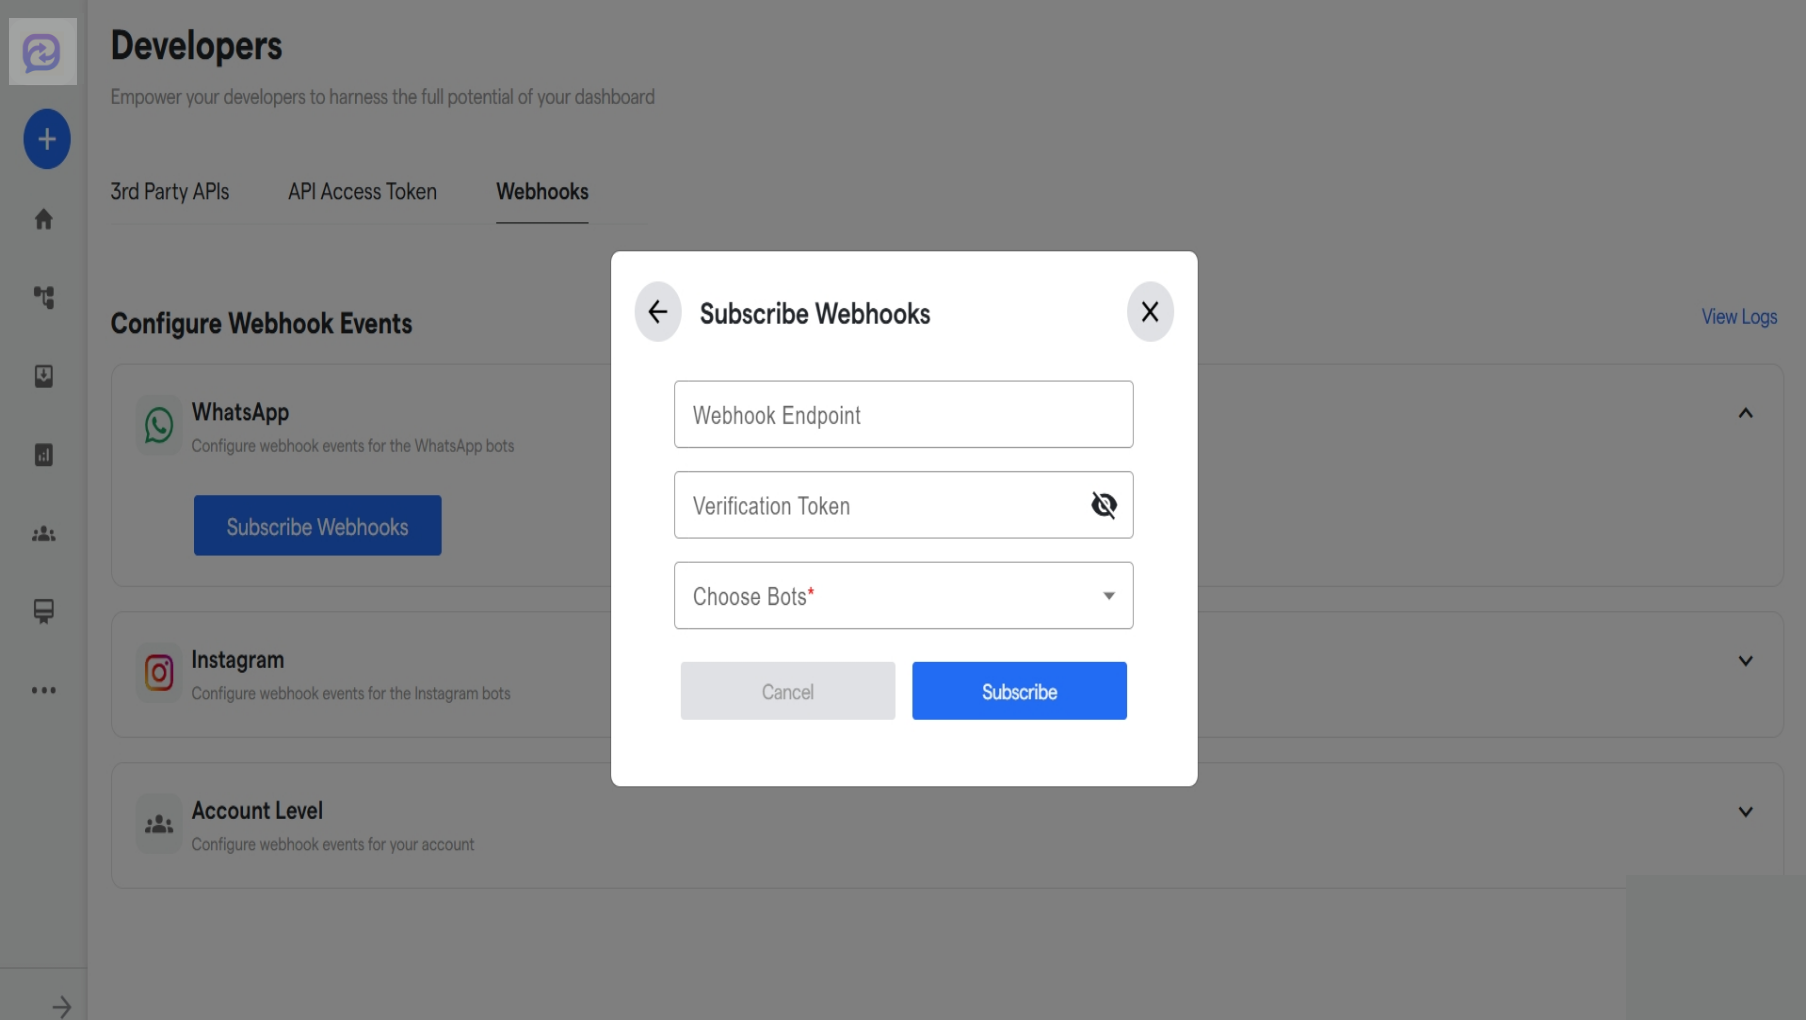 Developers
Empower your developers to harness the full potential of your dashboard
3rd Party APIs
API Access Token
Webhooks
Configure Webhook Events
View Logs
WhatsApp
Configure webhook events for the WhatsApp bots
Subscribe Webhooks
Instagram
Configure webhook events for the Instagram bots
Account Level
Configure webhook events for your account
Subscribe Webhooks
Webhook Endpoint
Verification Token
Choose Bots*
Cancel
Subscribe